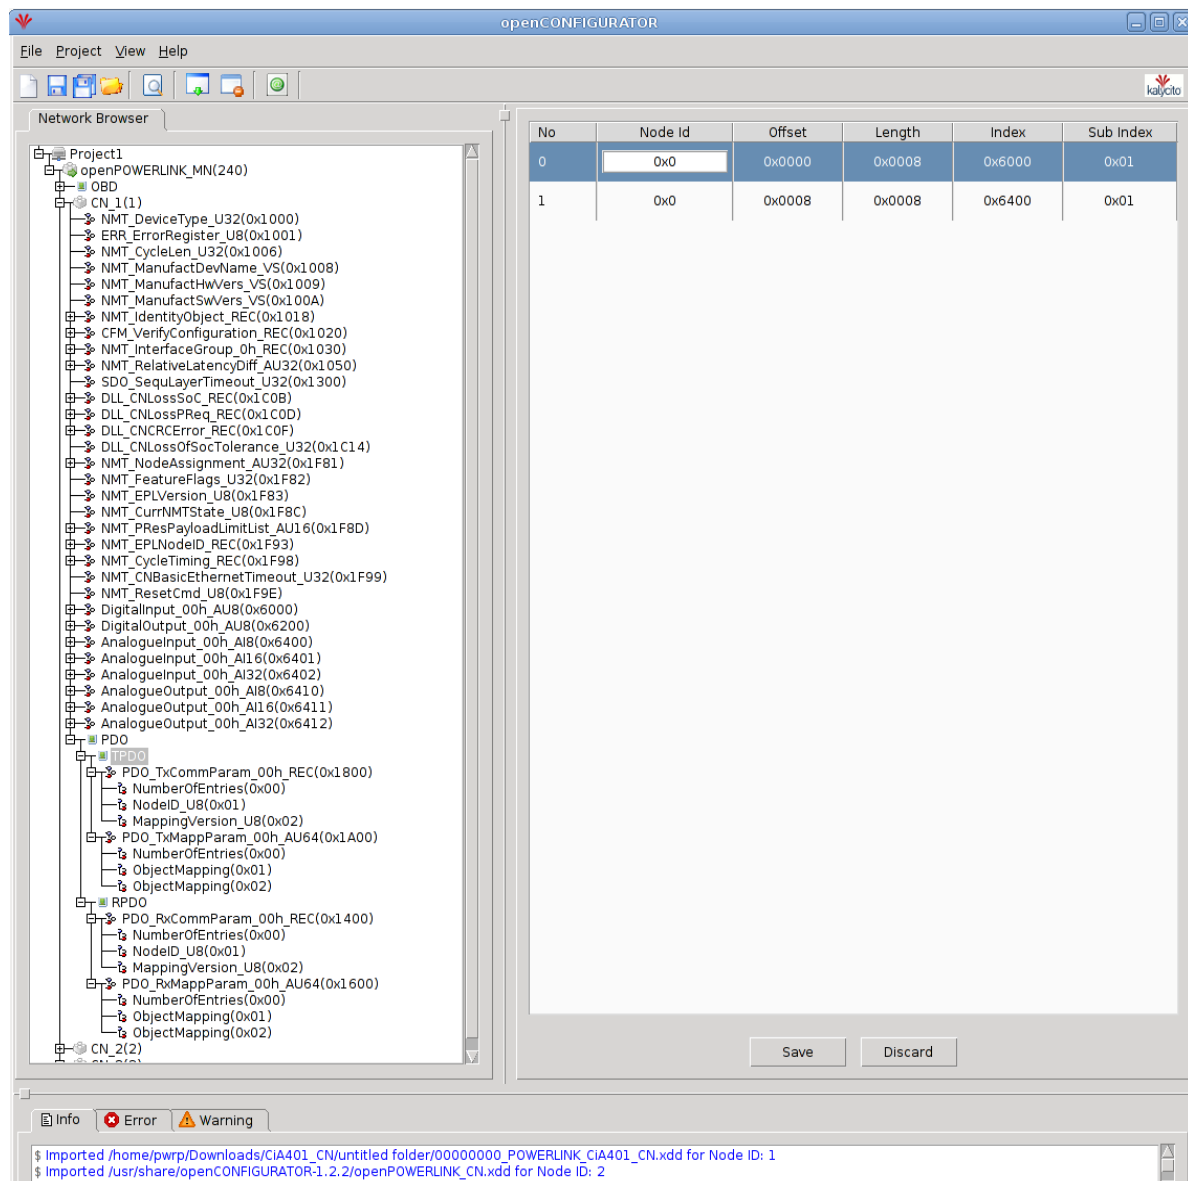 openCONFIGURATOR
File Project View Help
kalycito
Network Browser
Project1
openPOWERLINK_MN(240)
OBD
CN_1(1)
NMT_DeviceType_U32(0x1000)
ERR_ErrorRegister_U8(0x1001)
NMT_CycleLen_U32(0x1006)
NMT_ManufactDevName_VS(0x1008)
NMT_ManufactHwVers_VS(0x1009)
NMT_ManufactSwVers_VS(0x100A)
NMT_IdentityObject_REC(0x1018)
CFM_VerifyConfiguration_REC(0x1020)
NMT_InterfaceGroup_0h_REC(0x1030)
NMT_RelativeLatencyDiff_AU32(0x1050)
SDO_SequLayerTimeout_U32(0x1300)
DLL_CNLossSoC_REC(0x1C0B)
DLL_CNLossPReq_REC(0x1C0D)
DLL_CNCRCError_REC(0x1C0F)
DLL_CNLossOfSocTolerance_U32(0x1C14)
NMT_NodeAssignment_AU32(0x1F81)
NMT_FeatureFlags_U32(0x1F82)
NMT_EPLVersion_U8(0x1F83)
NMT_CurrNMTState_U8(0x1F8C)
NMT_PResPayloadLimitList_AU16(0x1F8D)
NMT_EPLNodeID_REC(0x1F93)
NMT_CycleTiming_REC(0x1F98)
NMT_CNBasicEthernetTimeout_U32(0x1F99)
NMT_ResetCmd_U8(0x1F9E)
DigitalInput_00h_AU8(0x6000)
DigitalOutput_00h_AU8(0x6200)
AnalogueInput_00h_AI8(0x6400)
AnalogueInput_00h_AI16(0x6401)
AnalogueInput_00h_AI32(0x6402)
AnalogueOutput_00h_AI8(0x6410)
AnalogueOutput_00h_AI16(0x6411)
AnalogueOutput_00h_AI32(0x6412)
PDO
TPDO
PDO_TxCommParam_00h_REC(0x1800)
NumberOfEntries(0x00)
NodeID_U8(0x01)
MappingVersion_U8(0x02)
PDO_TxMappParam_00h_AU64(0x1A00)
NumberOfEntries(0x00)
ObjectMapping(0x01)
ObjectMapping(0x02)
RPDO
PDO_RxCommParam_00h_REC(0x1400)
NumberOfEntries(0x00)
NodeID_U8(0x01)
MappingVersion_U8(0x02)
PDO_RxMappParam_00h_AU64(0x1600)
NumberOfEntries(0x00)
ObjectMapping(0x01)
ObjectMapping(0x02)
CN_2(2)
No Node Id Offset Length Index Sub Index
0 0x0 0x0000 0x0008 0x6000 0x01
1 0x0 0x0008 0x0008 0x6400 0x01
Save Discard
Info Error Warning
$ Imported /home/pwrp/Downloads/CiA401_CN/untitled folder/00000000_POWERLINK_CiA401_CN.xdd for Node ID: 1
$ Imported /usr/share/openCONFIGURATOR-1.2.2/openPOWERLINK_CN.xdd for Node ID: 2